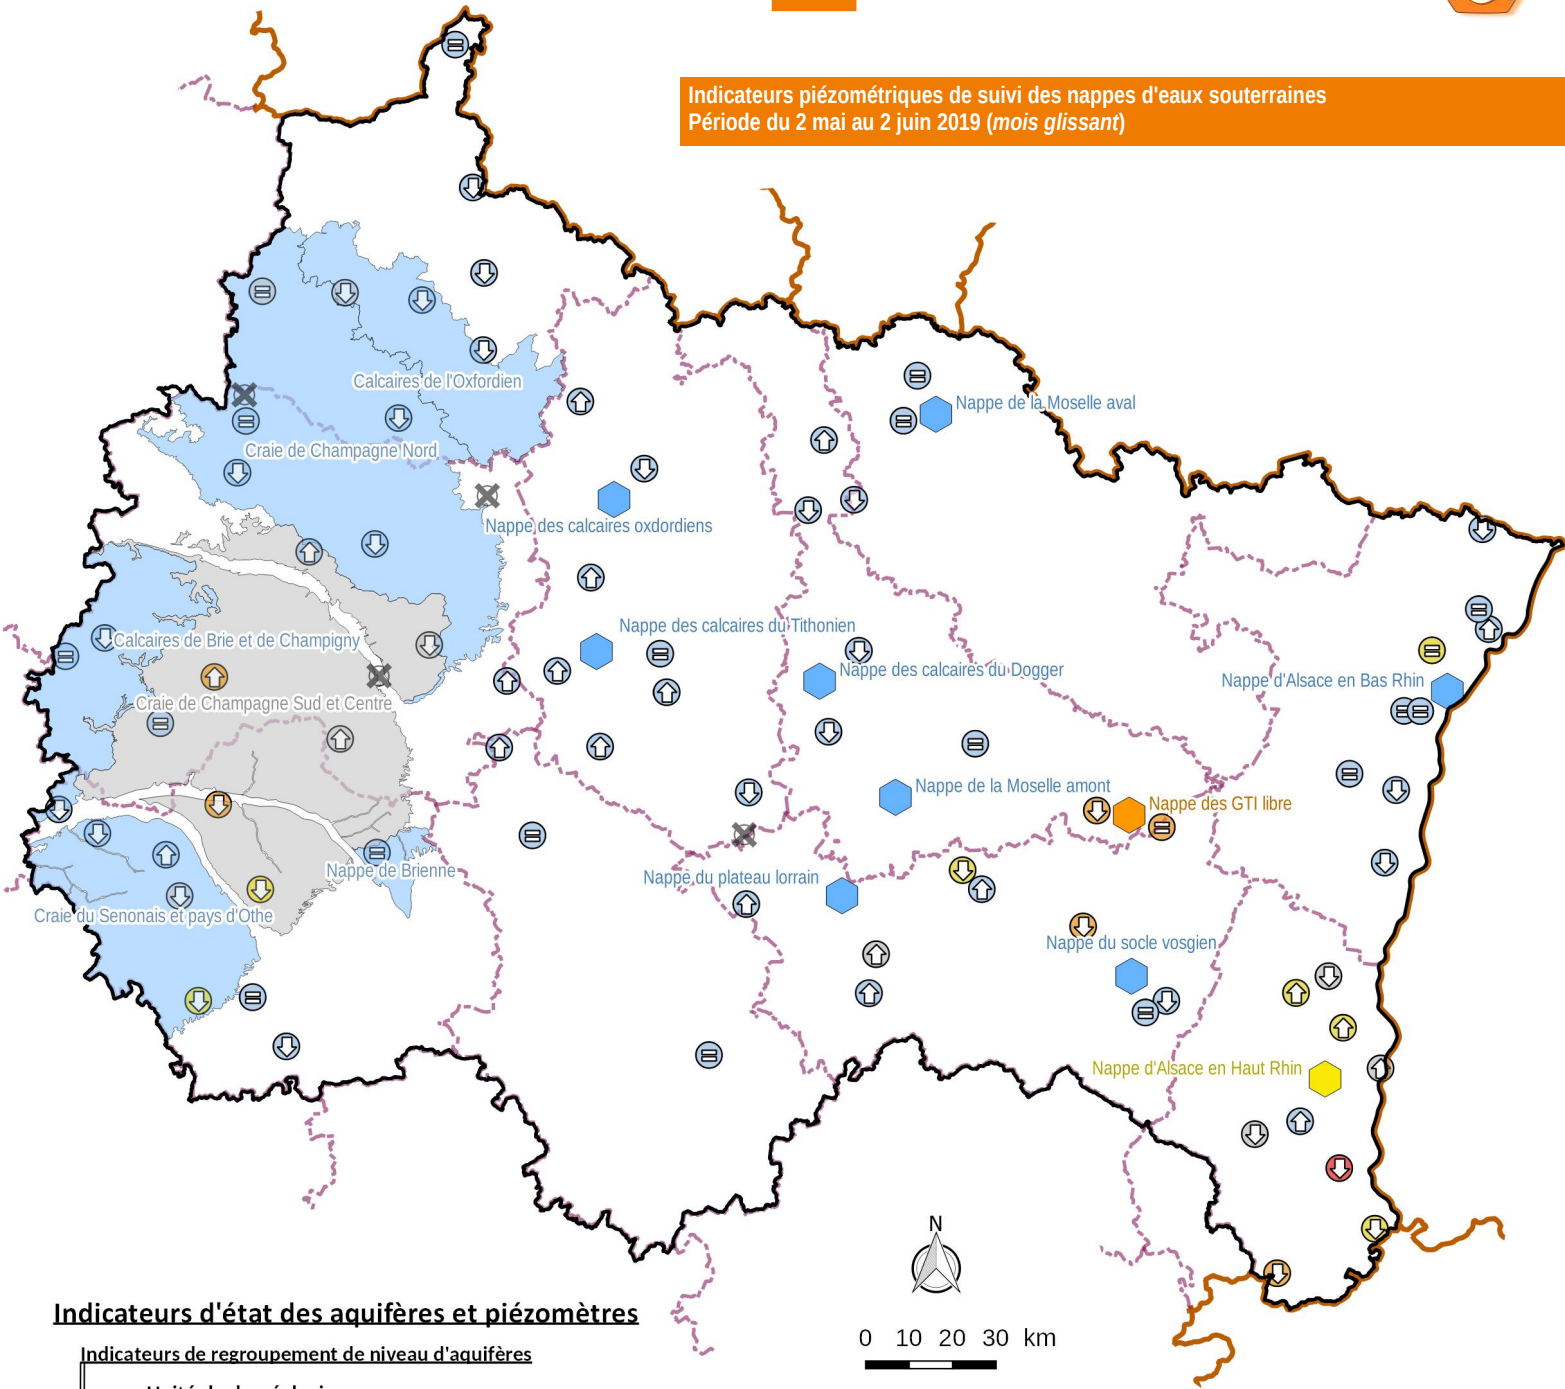 Indicateurs piézométriques de suivi des nappes d'eaux souterraines
Période du 2 mai au 2 juin 2019 (mois glissant)
Calcaires de l'Oxfordien
Nappe de la Moselle aval
Craie de Champagne Nord
Nappe des calcaires oxdordiens
Nappe des calcaires du Tithonien
Calcaires de Brie et de Champigny
Nappe des calcaires du Dogger
Nappe d'Alsace en Bas Rhin
Craie de Champagne Sud et Centre
Nappe de la Moselle amont
Nappe des GTI libre
Nappe de Brienne
Nappe du plateau lorrain
Craie du Senonais et pays d'Othe
Nappe du socle vosgien
Nappe d'Alsace en Haut Rhin
N
Indicateurs d'état des aquifères et piézomètres
0 10 20 30 km
Indicateurs de regroupement de niveau d'aquifères